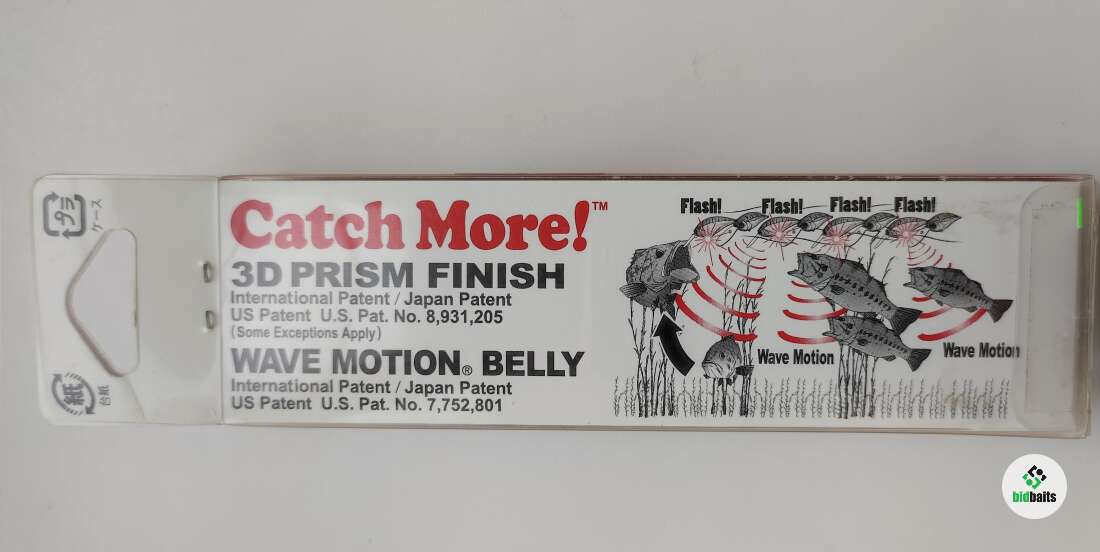 プラ
ケース
Catch More!™
3D PRISM FINISH
International Patent / Japan Patent
US Patent U.S. Pat. No. 8,931,205
(Some Exceptions Apply)
WAVE MOTION® BELLY
International Patent / Japan Patent
US Patent U.S. Pat. No. 7,752,801
紙
台紙
Flash!
Flash!
Flash!
Flash!
Wave Motion
Wave Motion
bidbaits